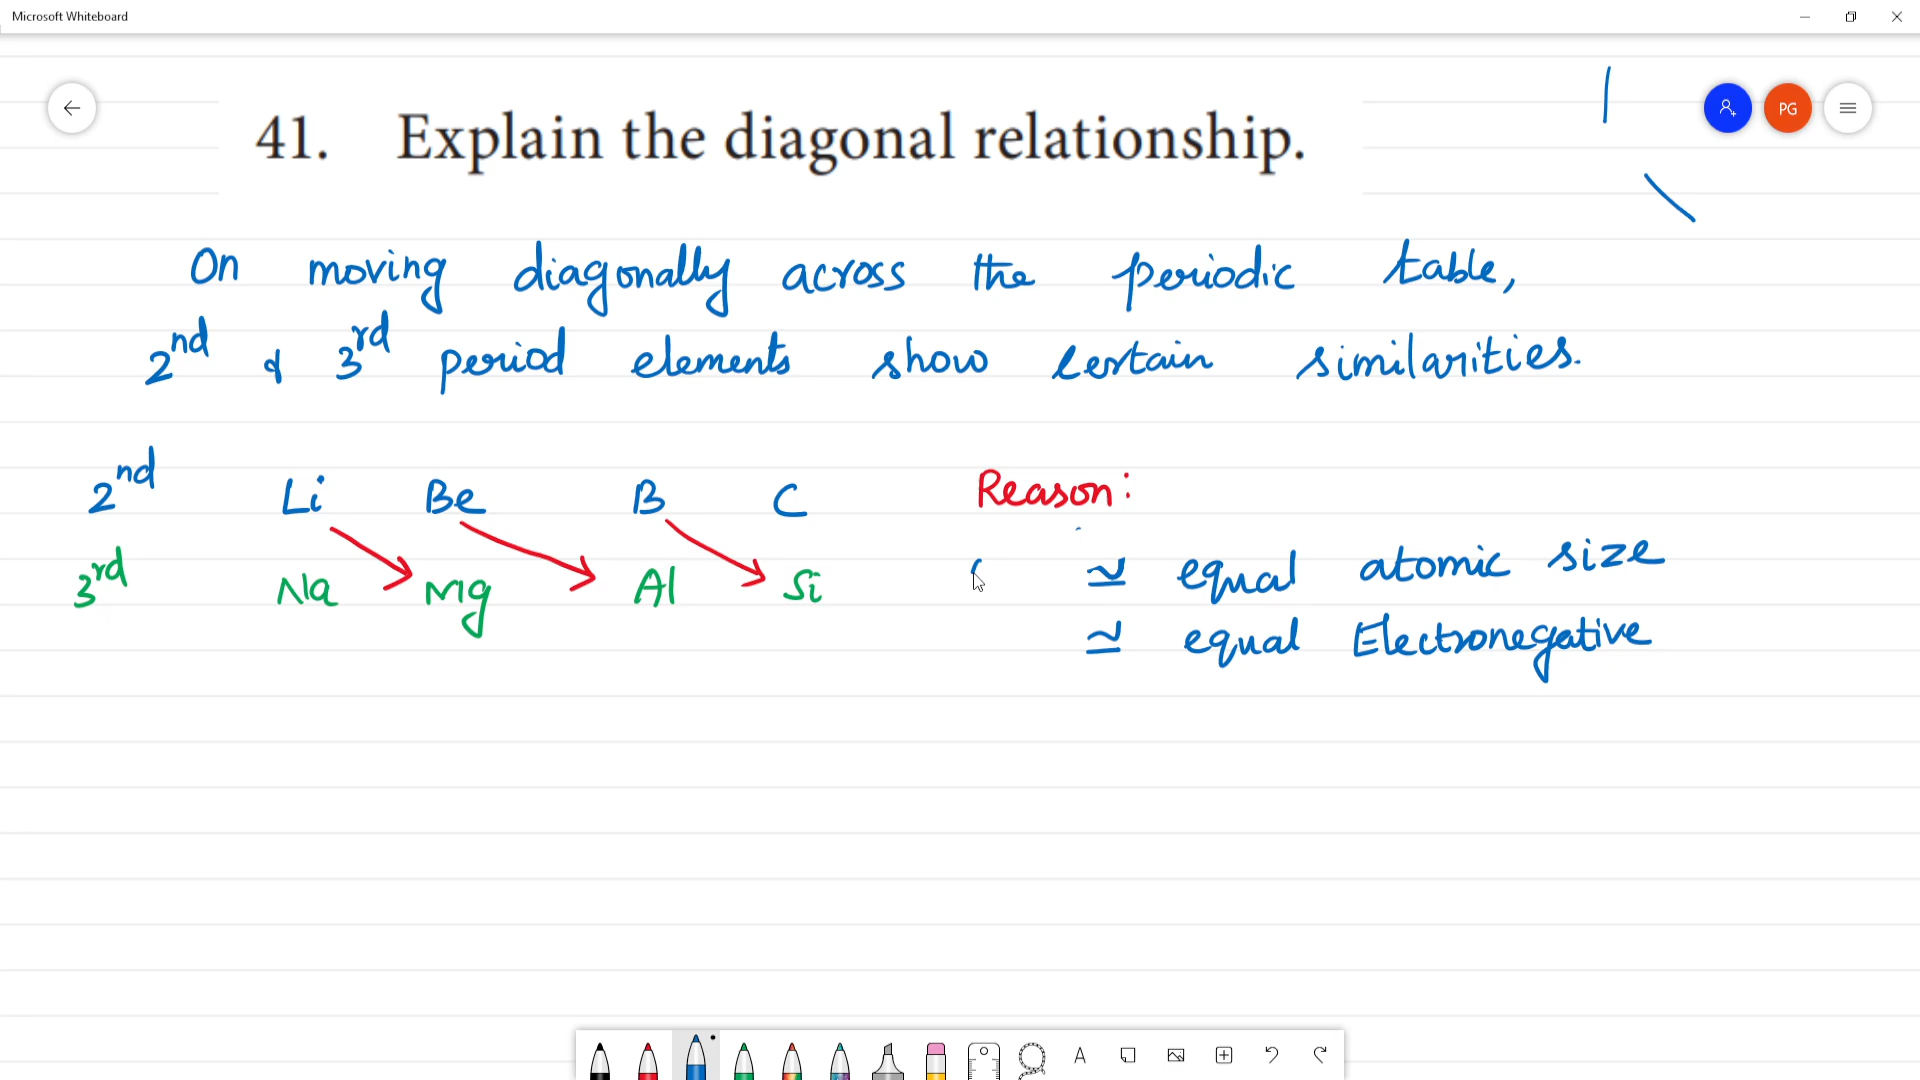 Microsoft Whiteboard
PG
41. Explain the diagonal relationship.
On moving diagonally across the periodic table,
2nd & 3rd period elements show certain similarities.
2nd Li Be B C
3rd Na Mg Al Si
Reason:
≃ equal atomic size
≃ equal Electronegative
A